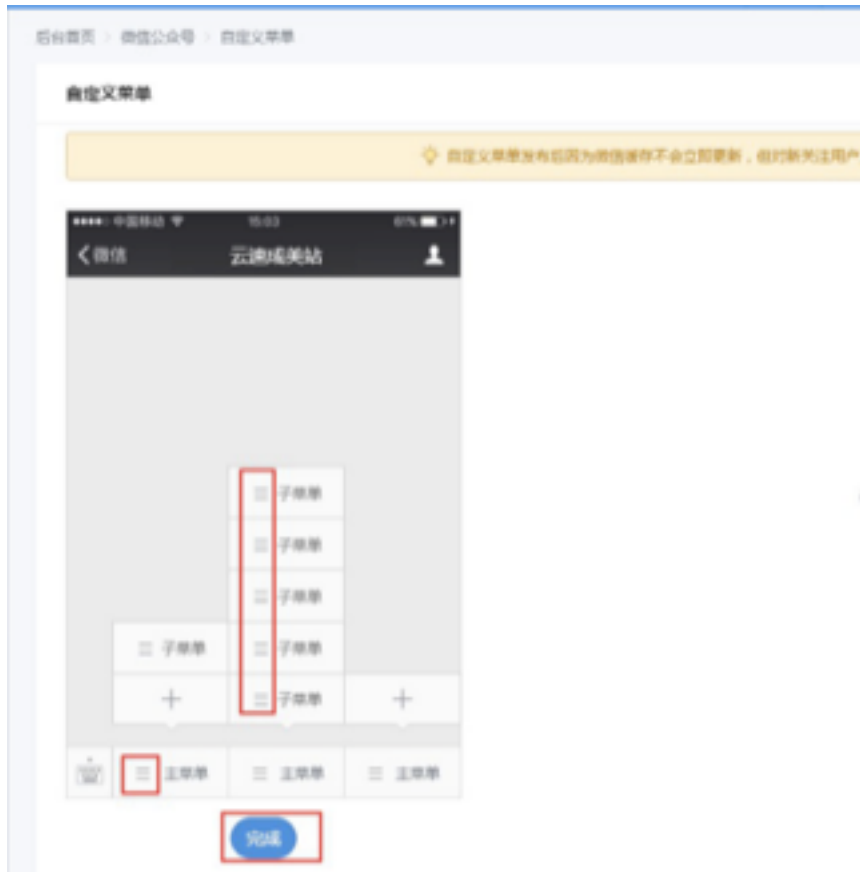 后台首页 > 微信公众号 > 自定义菜单
自定义菜单
自定义菜单发布后因为微信缓存不会立即更新，但对新关注用户
中国移动 15:03 61%
微信 云速成美站
子菜单
子菜单
子菜单
子菜单 子菜单
子菜单
主菜单 主菜单 主菜单
完成